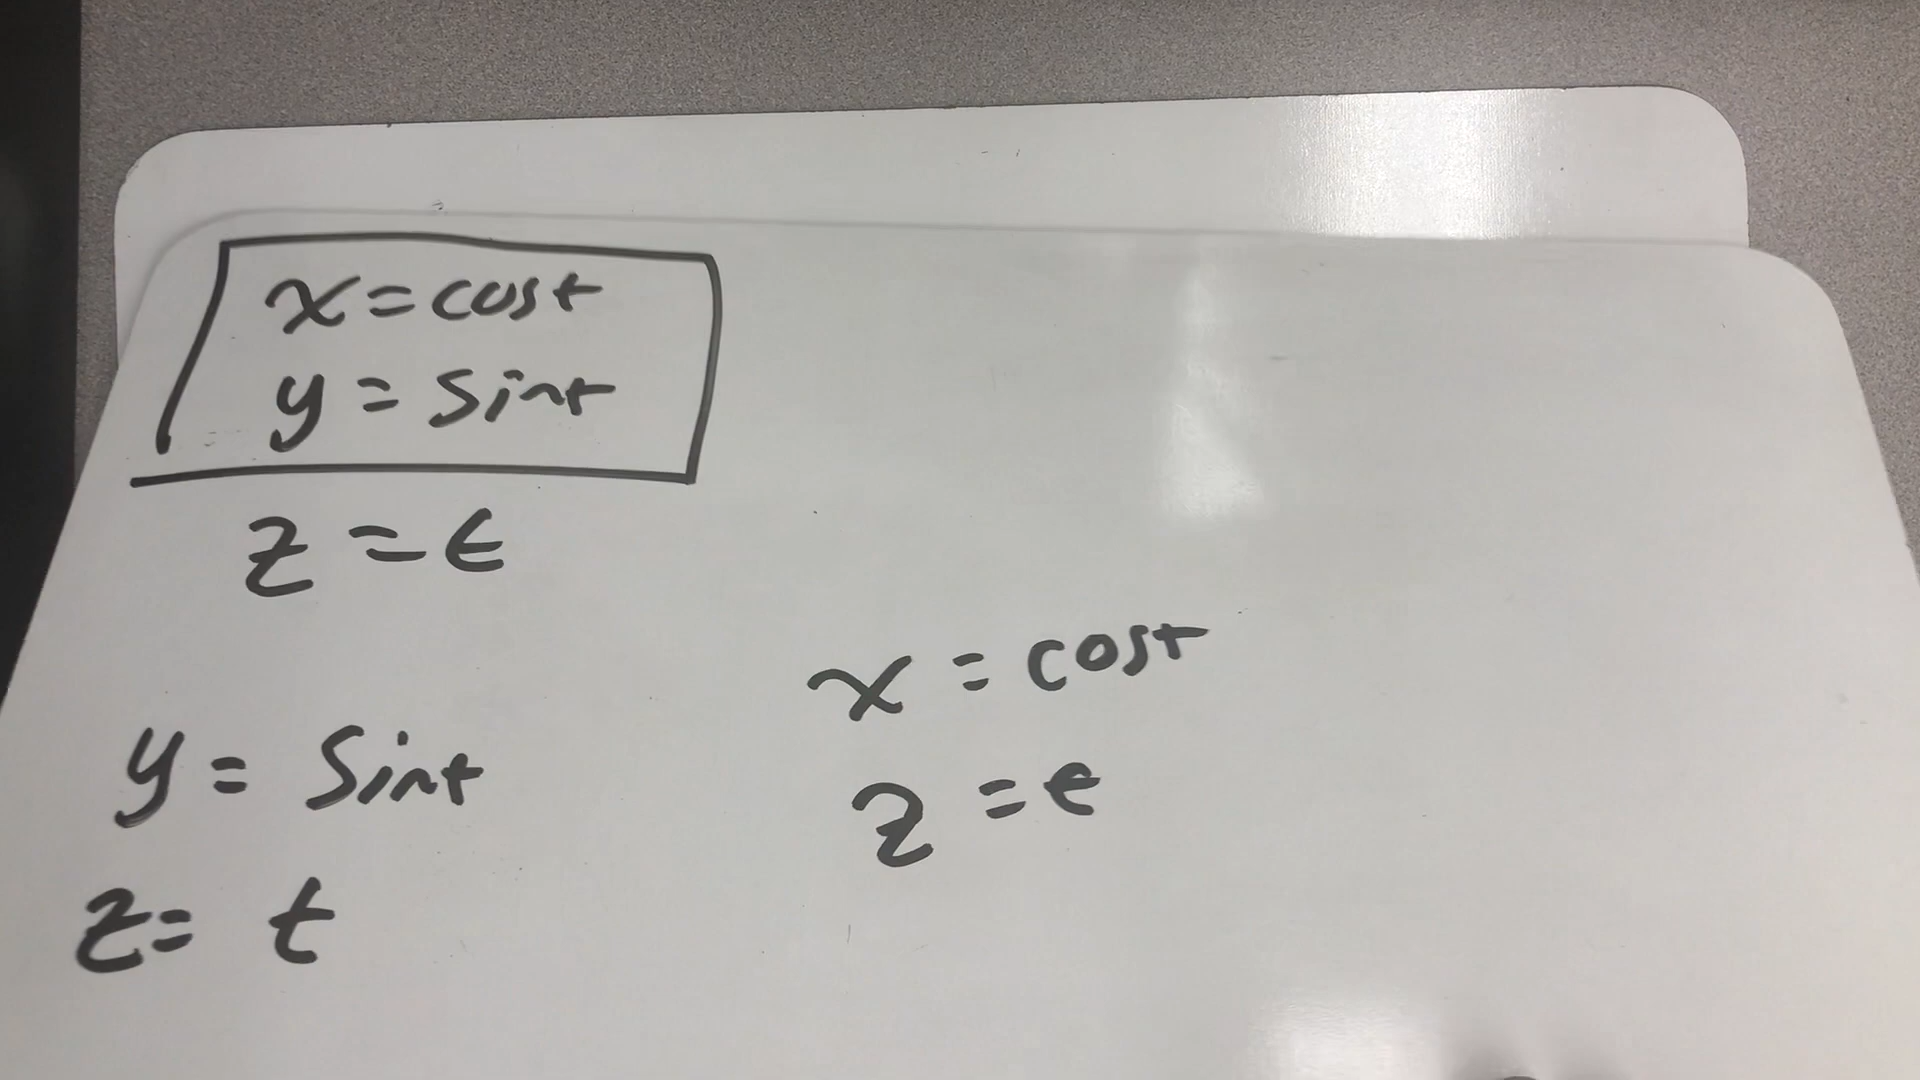 x = cost
y = sint
z = t
x = cost
z = t
y = sint
z = t